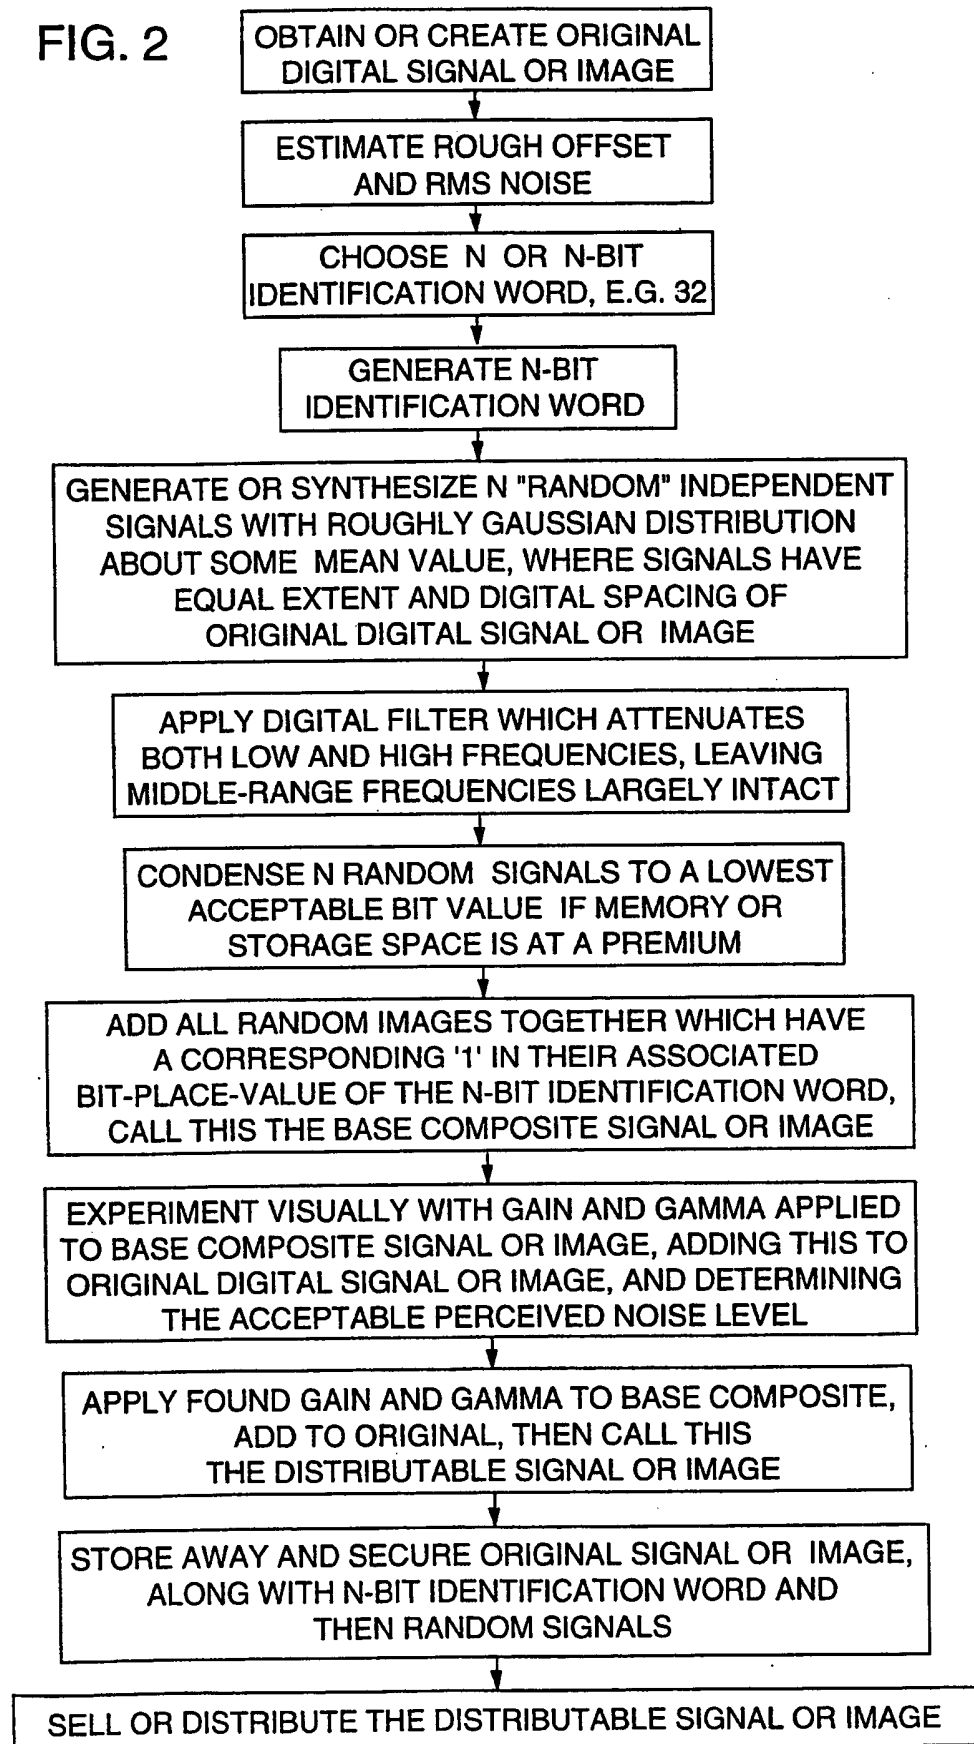 FIG. 2
OBTAIN OR CREATE ORIGINAL
DIGITAL SIGNAL OR IMAGE
ESTIMATE ROUGH OFFSET
AND RMS NOISE
CHOOSE N OR N-BIT
IDENTIFICATION WORD, E.G. 32
GENERATE N-BIT
IDENTIFICATION WORD
GENERATE OR SYNTHESIZE N "RANDOM" INDEPENDENT
SIGNALS WITH ROUGHLY GAUSSIAN DISTRIBUTION
ABOUT SOME MEAN VALUE, WHERE SIGNALS HAVE
EQUAL EXTENT AND DIGITAL SPACING OF
ORIGINAL DIGITAL SIGNAL OR IMAGE
APPLY DIGITAL FILTER WHICH ATTENUATES
BOTH LOW AND HIGH FREQUENCIES, LEAVING
MIDDLE-RANGE FREQUENCIES LARGELY INTACT
CONDENSE N RANDOM SIGNALS TO A LOWEST
ACCEPTABLE BIT VALUE IF MEMORY OR
STORAGE SPACE IS AT A PREMIUM
ADD ALL RANDOM IMAGES TOGETHER WHICH HAVE
A CORRESPONDING '1' IN THEIR ASSOCIATED
BIT-PLACE-VALUE OF THE N-BIT IDENTIFICATION WORD,
CALL THIS THE BASE COMPOSITE SIGNAL OR IMAGE
EXPERIMENT VISUALLY WITH GAIN AND GAMMA APPLIED
TO BASE COMPOSITE SIGNAL OR IMAGE, ADDING THIS TO
ORIGINAL DIGITAL SIGNAL OR IMAGE, AND DETERMINING
THE ACCEPTABLE PERCEIVED NOISE LEVEL
APPLY FOUND GAIN AND GAMMA TO BASE COMPOSITE,
ADD TO ORIGINAL, THEN CALL THIS
THE DISTRIBUTABLE SIGNAL OR IMAGE
STORE AWAY AND SECURE ORIGINAL SIGNAL OR IMAGE,
ALONG WITH N-BIT IDENTIFICATION WORD AND
THEN RANDOM SIGNALS
SELL OR DISTRIBUTE THE DISTRIBUTABLE SIGNAL OR IMAGE